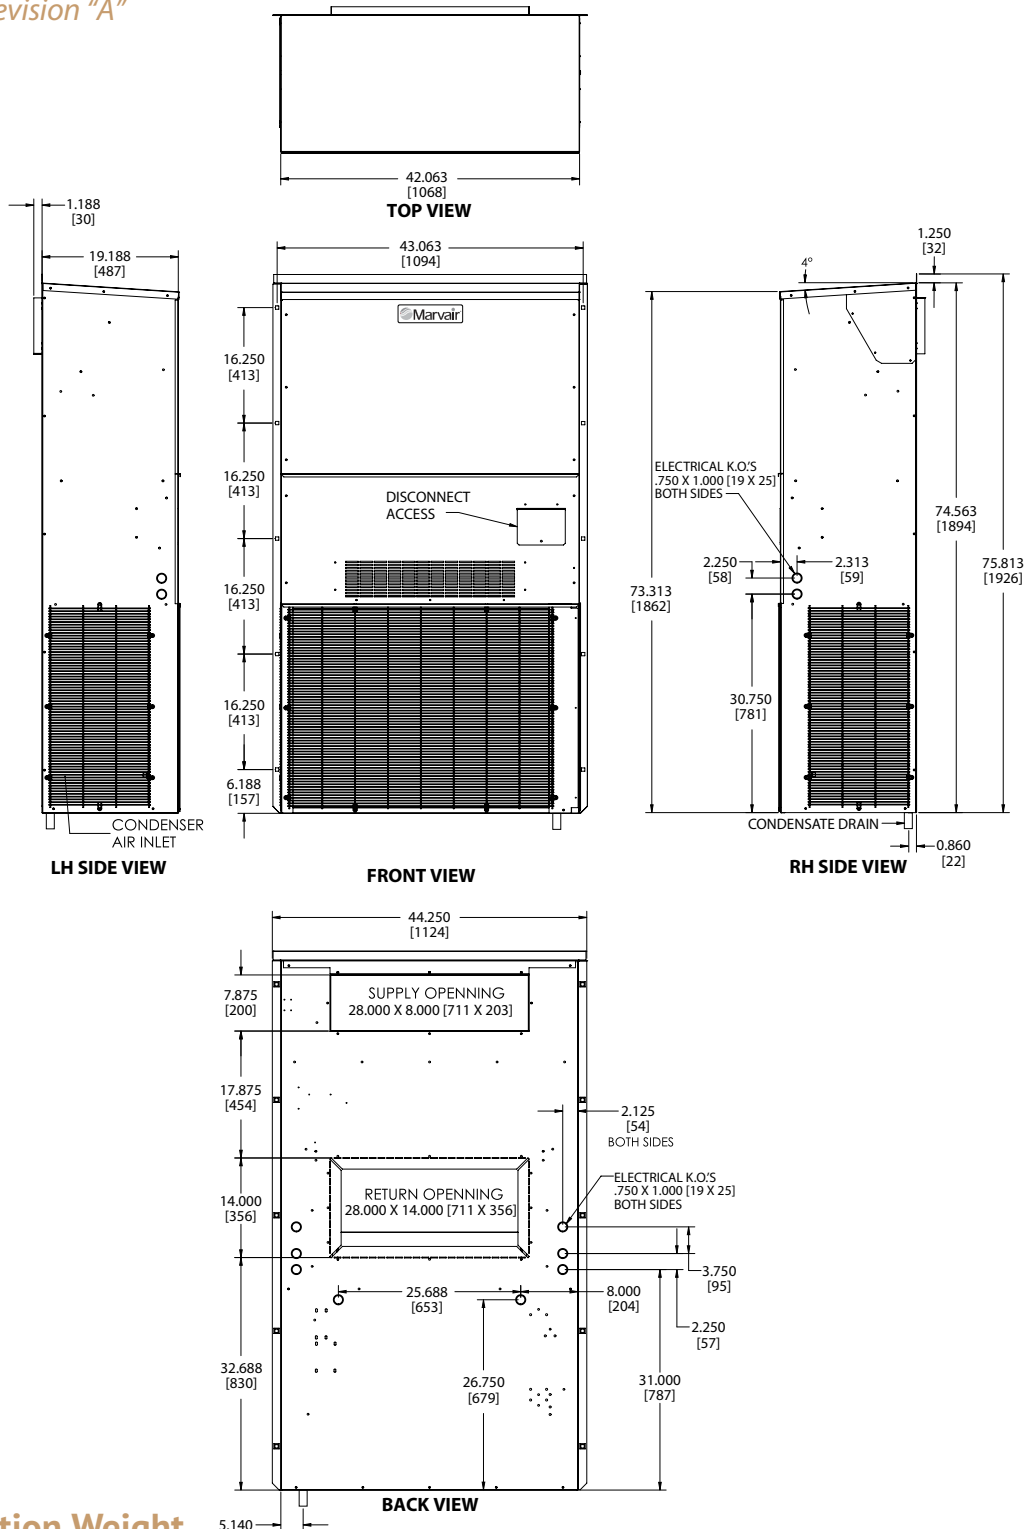 evision "A"
42.063
[1068]
TOP VIEW
1.188
[30]
19.188
[487]
43.063
[1094]
1.250
[32]
4°
Marvair
16.250
[413]
16.250
[413]
DISCONNECT
ACCESS
ELECTRICAL K.O.'S
.750 X 1.000 [19 X 25]
BOTH SIDES
74.563
[1894]
75.813
[1926]
2.250
[58]
2.313
[59]
16.250
[413]
73.313
[1862]
16.250
[413]
30.750
[781]
6.188
[157]
CONDENSER
AIR INLET
CONDENSATE DRAIN
0.860
[22]
LH SIDE VIEW
FRONT VIEW
RH SIDE VIEW
44.250
[1124]
7.875
[200]
SUPPLY OPENNING
28.000 X 8.000 [711 X 203]
17.875
[454]
2.125
[54]
BOTH SIDES
14.000
[356]
RETURN OPENNING
28.000 X 14.000 [711 X 356]
ELECTRICAL K.O.'S
.750 X 1.000 [19 X 25]
BOTH SIDES
3.750
[95]
25.688
[653]
8.000
[204]
2.250
[57]
32.688
[830]
26.750
[679]
31.000
[787]
BACK VIEW
tion Weight
5.140